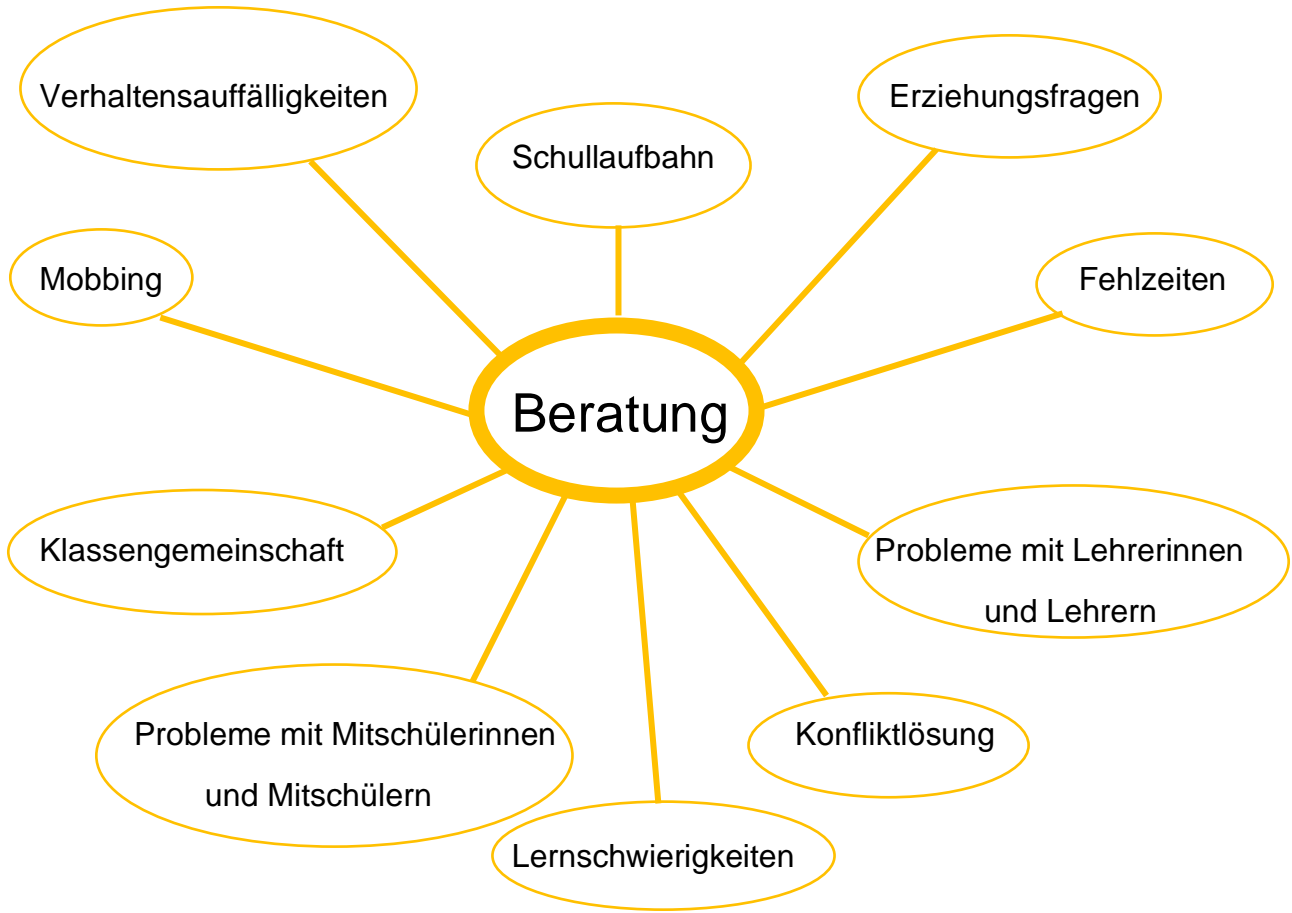 Verhaltensauffälligkeiten
Erziehungsfragen
Schullaufbahn
Mobbing
Fehlzeiten
Beratung
Klassengemeinschaft
Probleme mit Lehrerinnen
und Lehrern
Probleme mit Mitschülerinnen
und Mitschülern
Konfliktlösung
Lernschwierigkeiten